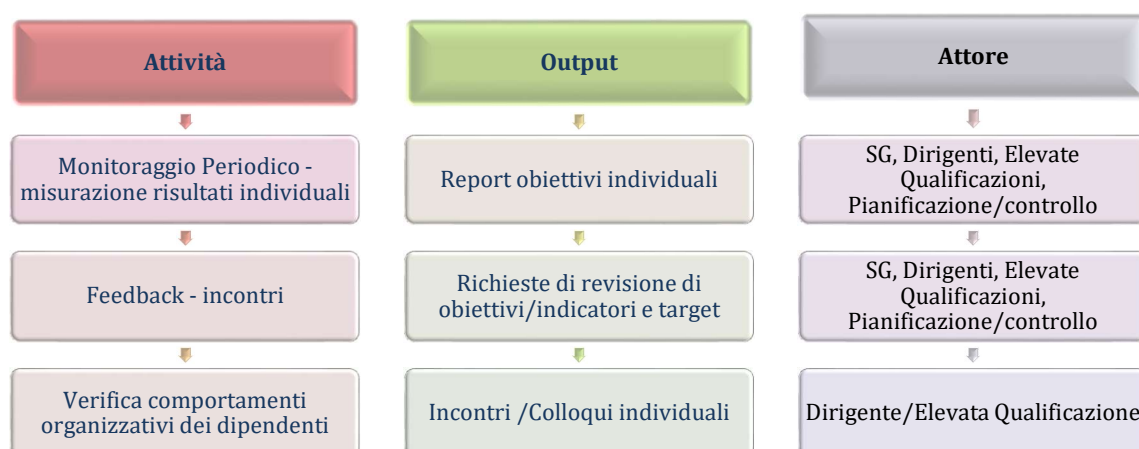 Attività
Output
Attore
Monitoraggio Periodico -
misurazione risultati individuali
Report obiettivi individuali
SG, Dirigenti, Elevate
Qualificazioni,
Pianificazione/controllo
Feedback - incontri
Richieste di revisione di
obiettivi/indicatori e target
SG, Dirigenti, Elevate
Qualificazioni,
Pianificazione/controllo
Verifica comportamenti
organizzativi dei dipendenti
Incontri /Colloqui individuali
Dirigente/Elevata Qualificazione